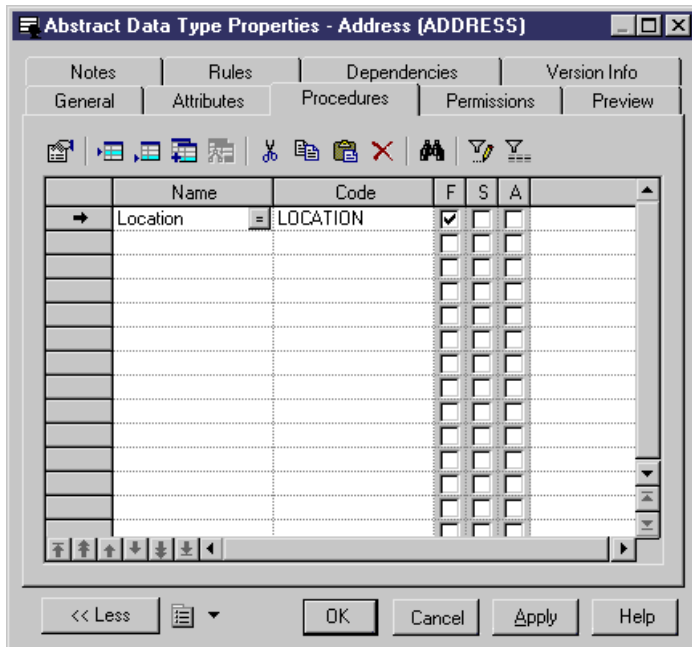 Abstract Data Type Properties - Address (ADDRESS)
Notes Rules Dependencies Version Info
General Attributes Procedures Permissions Preview
Name Code F S A
Location = LOCATION
<< Less OK Cancel Apply Help